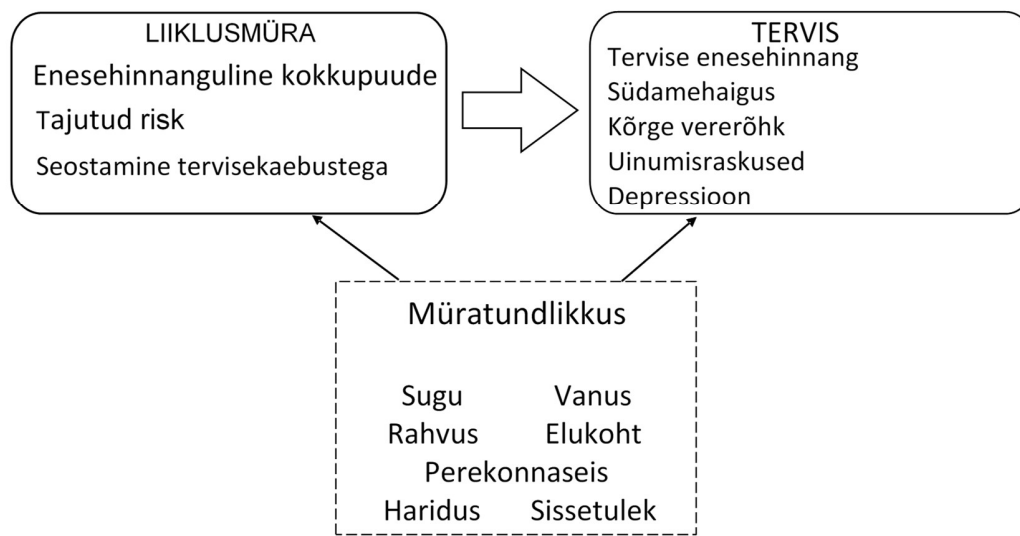 LIIKLUSMÜRA
Enesehinnanguline kokkupuude
Tajutud risk
Seostamine tervisekaebustega
TERVIS
Tervise enesehinnang
Südamehaigus
Kõrge vererõhk
Uinumisraskused
Depressioon
Müratundlikkus
Sugu Vanus
Rahvus Elukoht
Perekonnaseis
Haridus Sissetulek